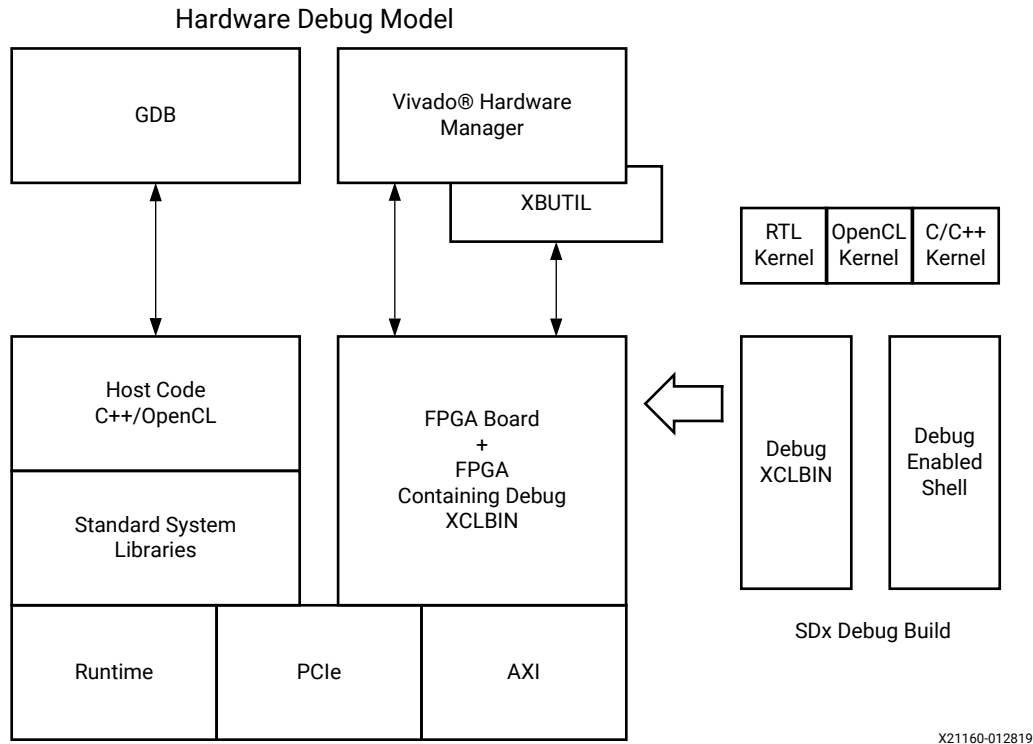 Hardware Debug Model
GDB
Vivado® Hardware
Manager
XBUTIL
RTL
Kernel
OpenCL
Kernel
C/C++
Kernel
Host Code
C++/OpenCL
Standard System
Libraries
FPGA Board
+
FPGA
Containing Debug
XCLBIN
Debug
XCLBIN
Debug
Enabled
Shell
SDx Debug Build
Runtime
PCIe
AXI
X21160-012819